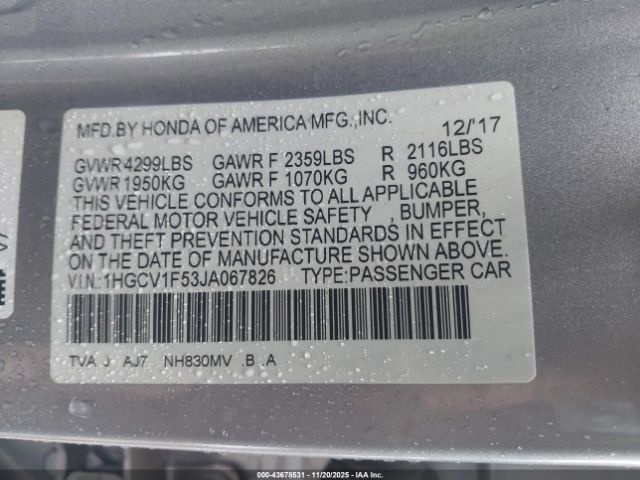 MFD.BY HONDA OF AMERICA MFG.,INC. 12/'17
GVWR 4299LBS GAWR F 2359LBS R 2116LBS
GVWR 1950KG GAWR F 1070KG R 960KG
THIS VEHICLE CONFORMS TO ALL APPLICABLE
FEDERAL MOTOR VEHICLE SAFETY , BUMPER,
AND THEFT PREVENTION STANDARDS IN EFFECT
ON THE DATE OF MANUFACTURE SHOWN ABOVE.
V.I.N.: 1HGCV1F53JA067826 TYPE:PASSENGER CAR
TVA J AJ7 NH830MV .B .A
000-43678531 - 11/20/2025 - IAAI.COM